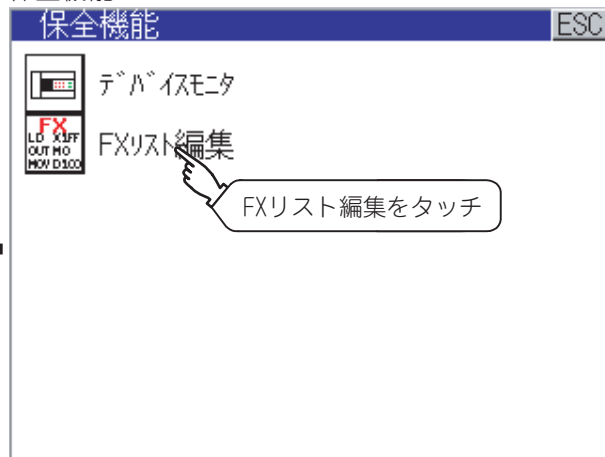 保全機能 ESC
デバイスモニタ
FX
LD X1FF
OUT M0
MOV D100
FXリスト編集
FXリスト編集をタッチ